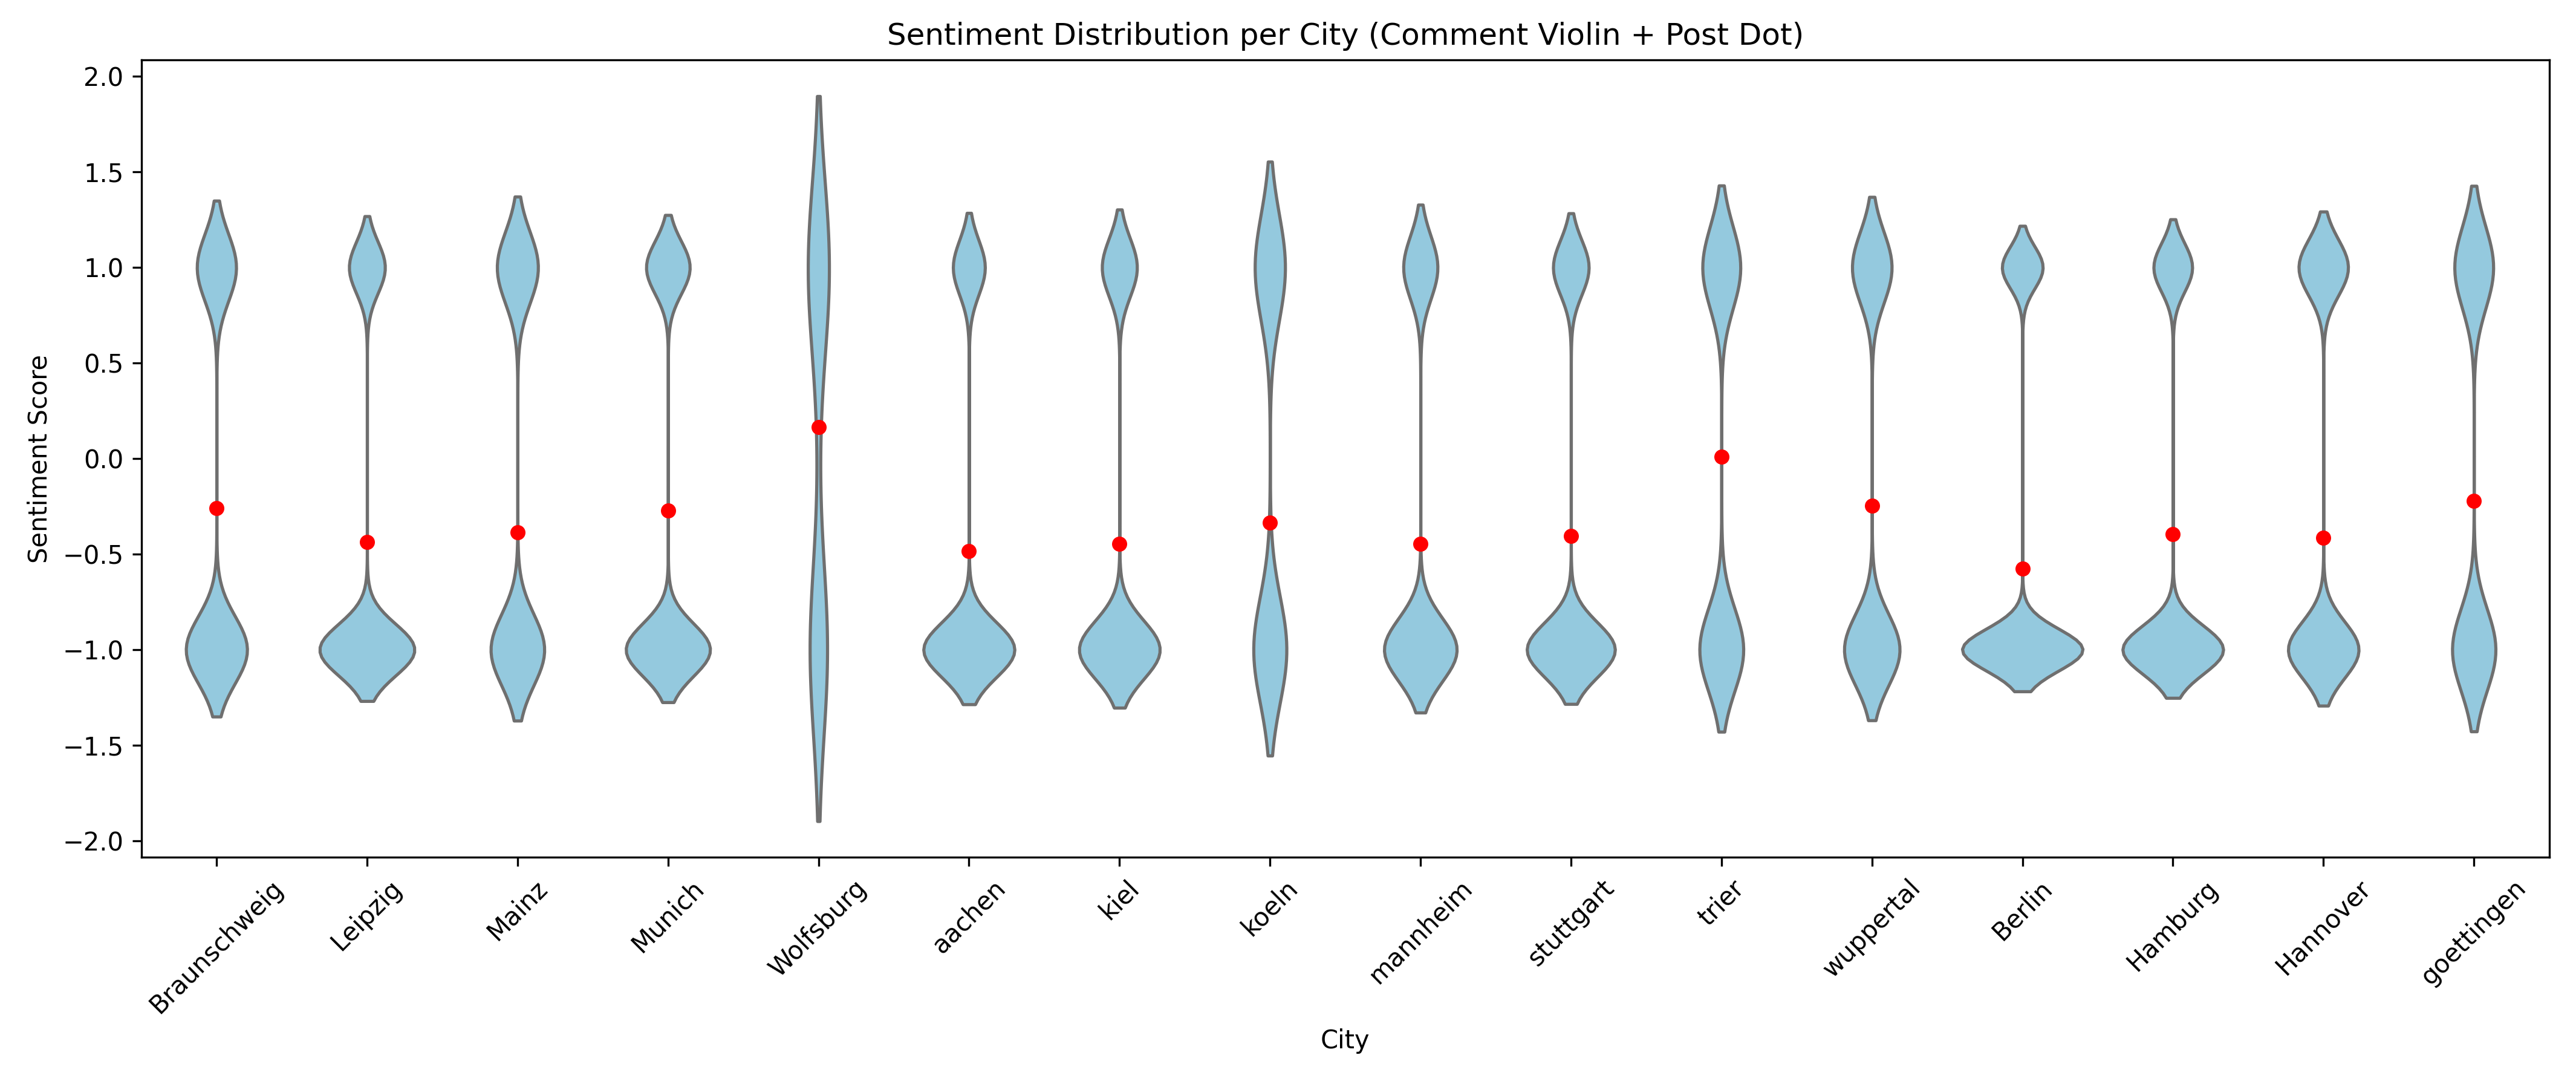 Sentiment Distribution per City (Comment Violin + Post Dot)
Sentiment Score
2.0
1.5
1.0
0.5
0.0
−0.5
−1.0
−1.5
−2.0
Braunschweig
Leipzig
Mainz
Munich
Wolfsburg
aachen
kiel
koeln
mannheim
stuttgart
trier
wuppertal
Berlin
Hamburg
Hannover
goettingen
City